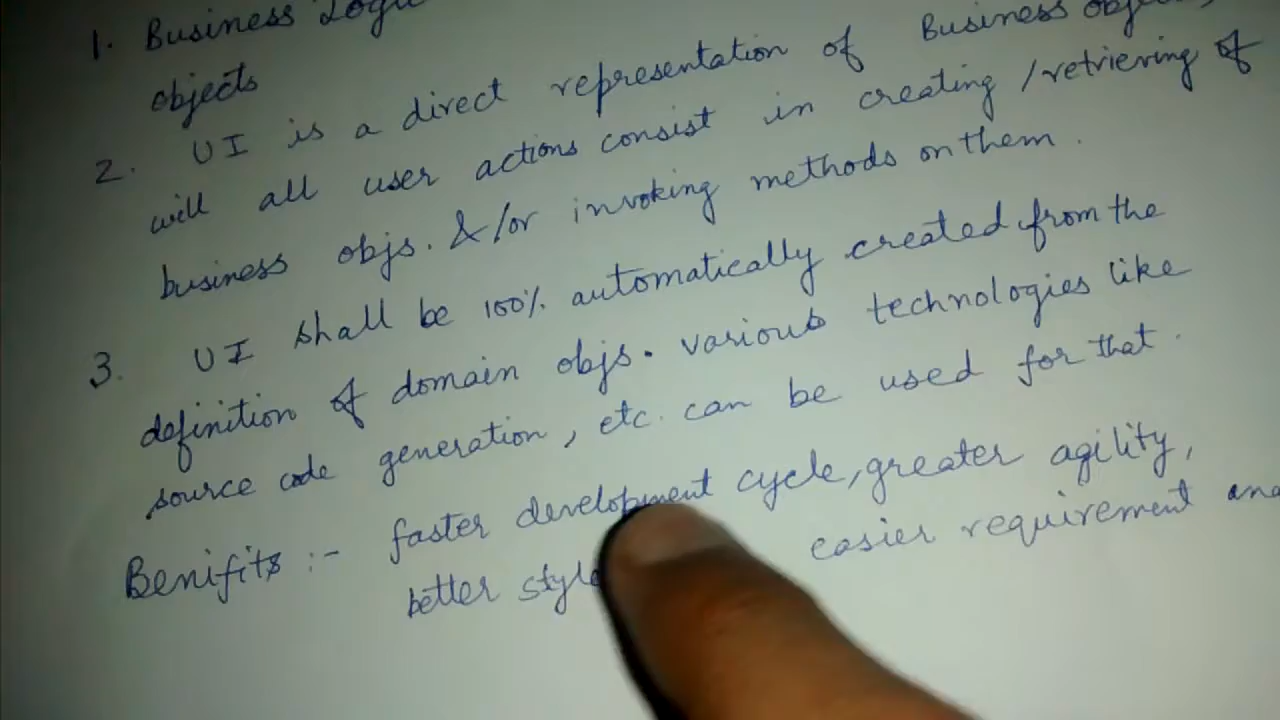 1. Business Logic
objects
2. UI is a direct representation of Business
will all user actions consist in creating /retrieving of
business objs. &/or invoking methods on them.
3. UI shall be 100% automatically created from the
definition of domain objs. various technologies like
source code generation, etc. can be used for that.
Benifits :- faster development cycle, greater agility,
better style easier requirement and